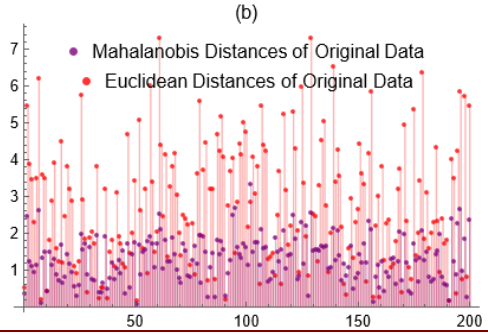 (b)
7
Mahalanobis Distances of Original Data
6
Euclidean Distances of Original Data
5
4
3
2
1
50 100 150 200